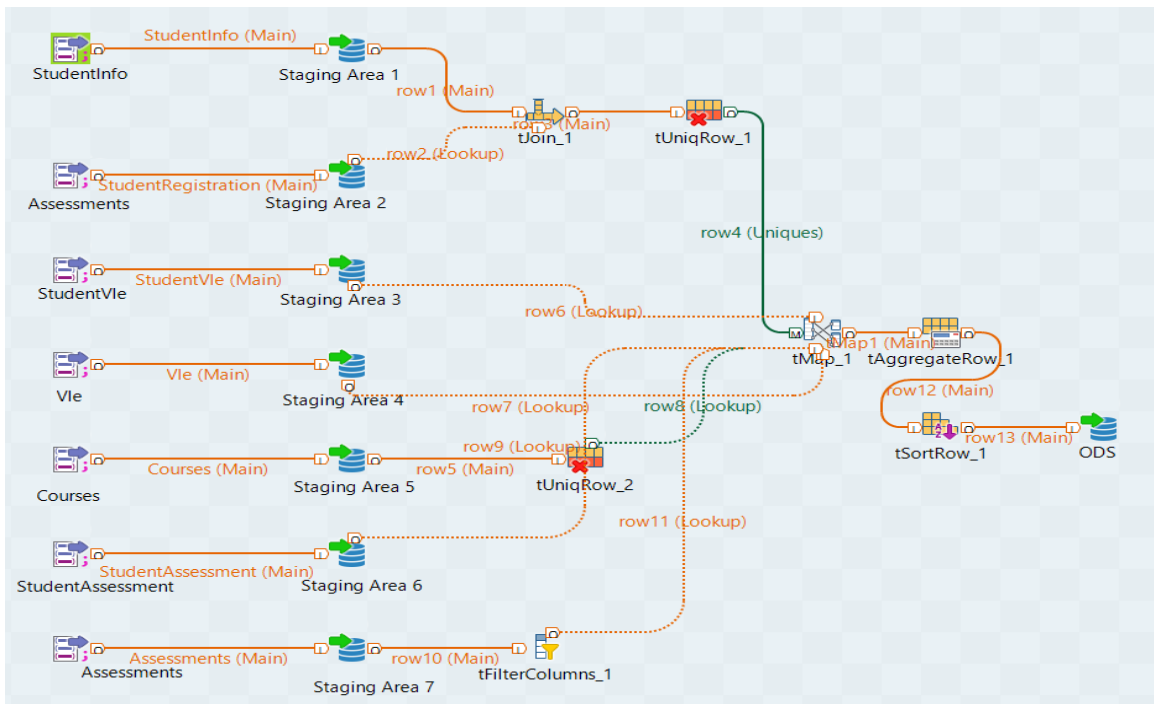 StudentInfo (Main)
StudentInfo
Staging Area 1
row1 (Main)
row3 (Main)
tJoin_1
tUniqRow_1
row2 (Lookup)
StudentRegistration (Main)
Assessments
Staging Area 2
row4 (Uniques)
StudentVle (Main)
StudentVle
Staging Area 3
row6 (Lookup)
M
tMap1 (Main)
tMap_1
tAggregateRow_1
Vle (Main)
Vle
Staging Area 4
row7 (Lookup)
row8 (Lookup)
row12 (Main)
row9 (Lookup)
row13 (Main)
tSortRow_1
ODS
Courses (Main)
row5 (Main)
Courses
Staging Area 5
tUniqRow_2
row11 (Lookup)
StudentAssessment (Main)
StudentAssessment
Staging Area 6
Assessments (Main)
row10 (Main)
Assessments
Staging Area 7
tFilterColumns_1